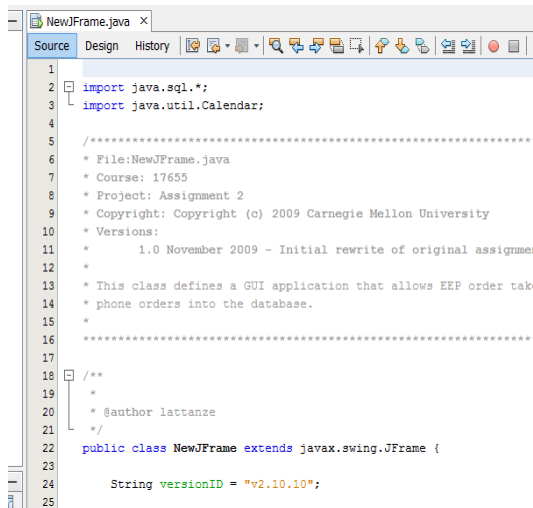 NewJFrame.java ×
Source Design History
1
2 import java.sql.*;
3 import java.util.Calendar;
4
5 /***************************************************************
6 * File:NewJFrame.java
7 * Course: 17655
8 * Project: Assignment 2
9 * Copyright: Copyright (c) 2009 Carnegie Mellon University
10 * Versions:
11 *       1.0 November 2009 - Initial rewrite of original assignme
12 *
13 * This class defines a GUI application that allows EEP order tak
14 * phone orders into the database.
15 *
16 ****************************************************************
17
18 /**
19  *
20  * @author lattanze
21  */
22 public class NewJFrame extends javax.swing.JFrame {
23
24     String versionID = "v2.10.10";
25